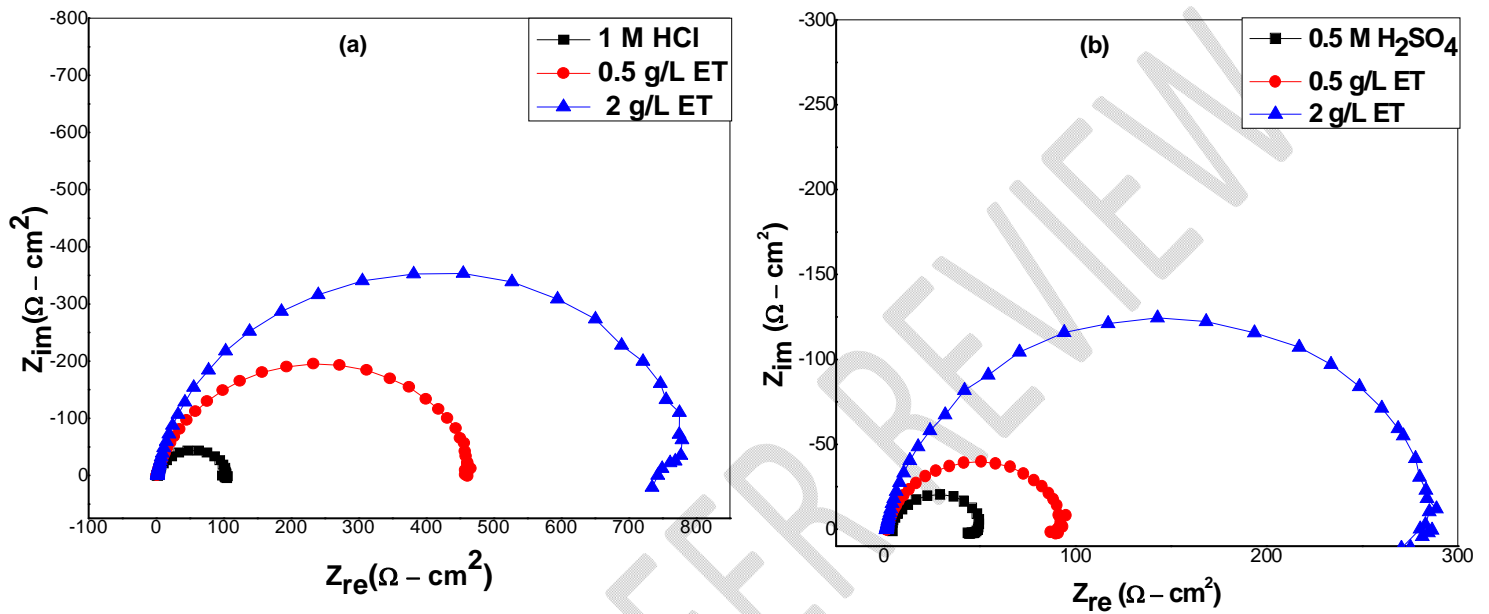 (a)
1 M HCl
0.5 g/L ET
2 g/L ET
-800
-700
-600
-500
-400
-300
-200
-100
0
-100
0
100
200
300
400
500
600
700
800
Zim(Ω – cm²)
Zre(Ω – cm²)
(b)
0.5 M H₂SO₄
0.5 g/L ET
2 g/L ET
-300
-250
-200
-150
-100
-50
0
0
100
200
300
Zim (Ω – cm²)
Zre (Ω – cm²)
ER REVIEW